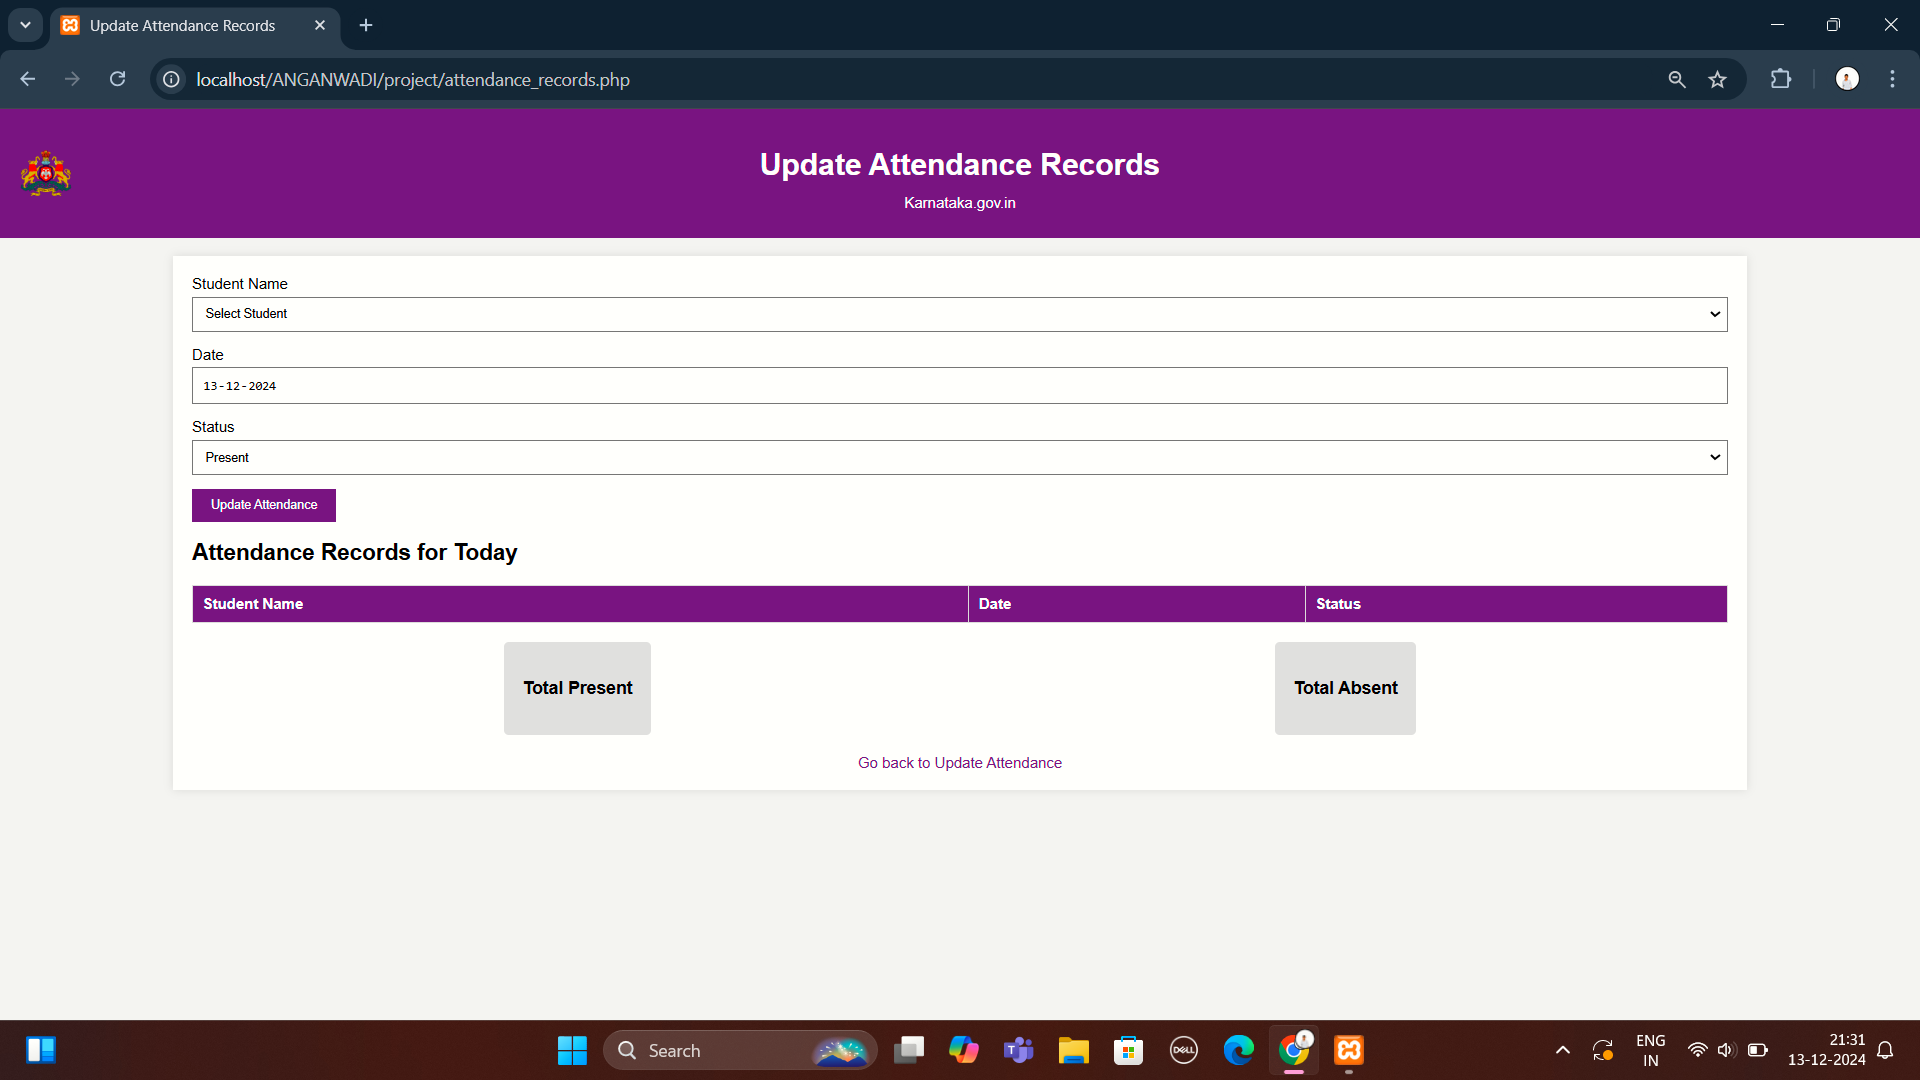 Update Attendance Records
localhost/ANGANWADI/project/attendance_records.php
Update Attendance Records
Karnataka.gov.in
Student Name
Select Student
Date
13-12-2024
Status
Present
Update Attendance
Attendance Records for Today
Student Name Date Status
Total Present Total Absent
Go back to Update Attendance
Search
DELL
ENG
IN
21:31
13-12-2024